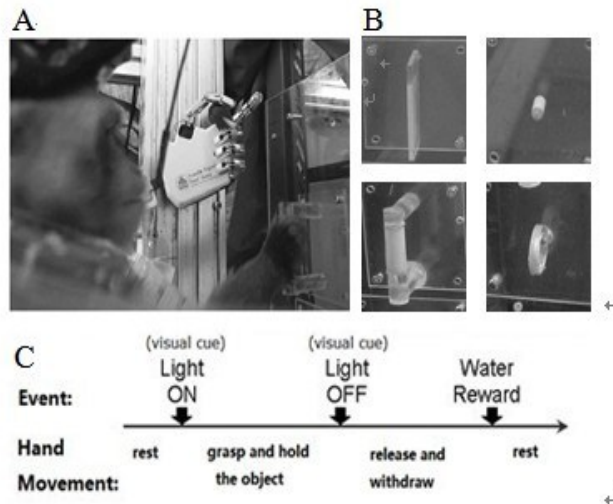 A
B
C
(visual cue)
(visual cue)
Light
Light
Water
Event:
ON
OFF
Reward
Hand
rest
grasp and hold
release and
rest
Movement:
the object
withdraw